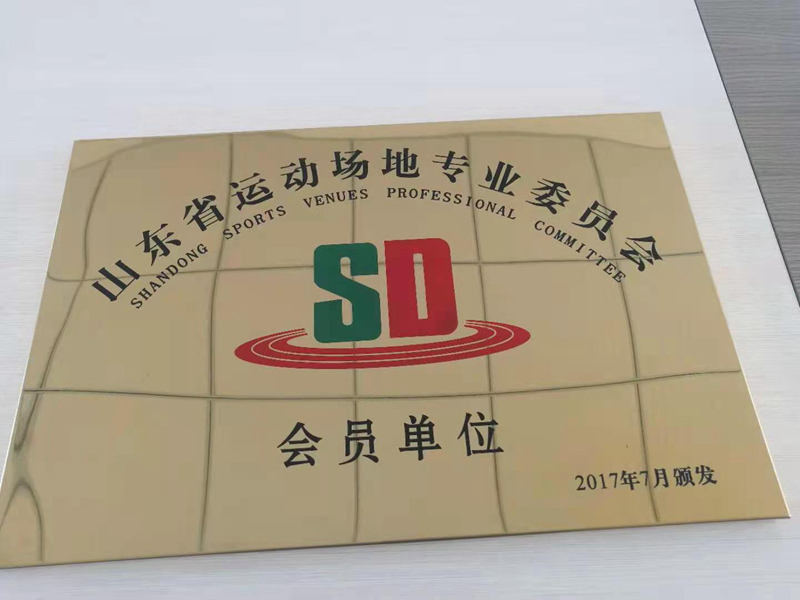 山东省运动场地专业委员会
SHANDONG SPORTS VENUES PROFESSIONAL COMMITTEE
SD
会员单位
2017年7月颁发